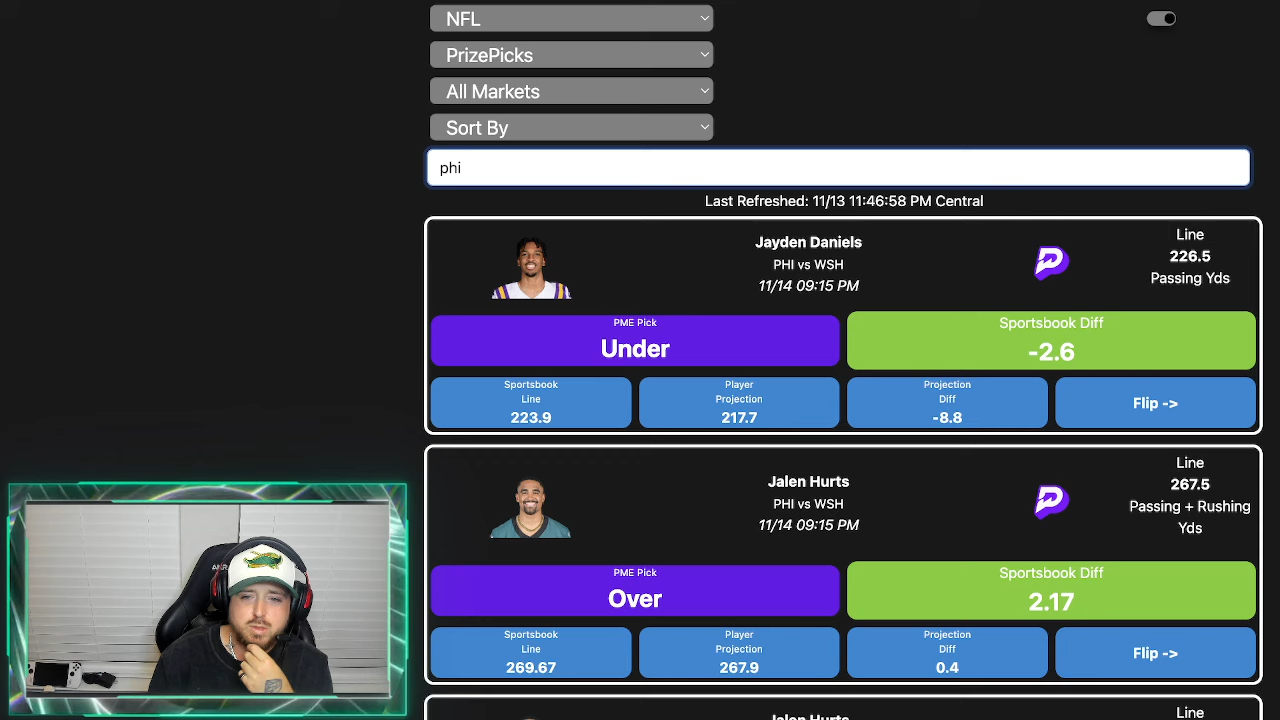 NFL
PrizePicks
All Markets
Sort By
phi
Last Refreshed: 11/13 11:46:58 PM Central
Jayden Daniels
PHI vs WSH
11/14 09:15 PM
Line
226.5
Passing Yds
PME Pick
Under
Sportsbook Diff
-2.6
Sportsbook
Line
223.9
Player
Projection
217.7
Projection
Diff
-8.8
Flip ->
Jalen Hurts
PHI vs WSH
11/14 09:15 PM
Line
267.5
Passing + Rushing
Yds
PME Pick
Over
Sportsbook Diff
2.17
Sportsbook
Line
269.67
Player
Projection
267.9
Projection
Diff
0.4
Flip ->
Jalen Hurts
Line